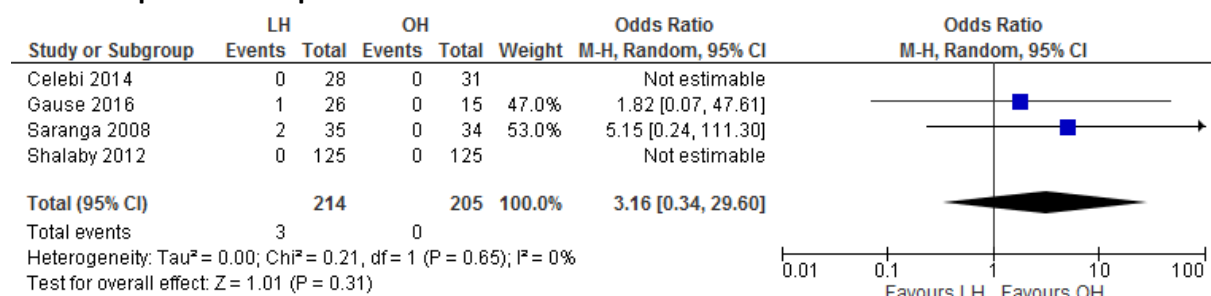 LH OH Odds Ratio Odds Ratio
Study or Subgroup Events Total Events Total Weight M-H, Random, 95% CI M-H, Random, 95% CI
Celebi 2014 0 28 0 31 Not estimable
Gause 2016 1 26 0 15 47.0% 1.82 [0.07, 47.61]
Saranga 2008 2 35 0 34 53.0% 5.15 [0.24, 111.30]
Shalaby 2012 0 125 0 125 Not estimable
Total (95% CI) 214 205 100.0% 3.16 [0.34, 29.60]
Total events 3 0
Heterogeneity: Tau² = 0.00; Chi² = 0.21, df = 1 (P = 0.65); I² = 0%
Test for overall effect: Z = 1.01 (P = 0.31)
0.01 0.1 1 10 100
Favours LH Favours OH